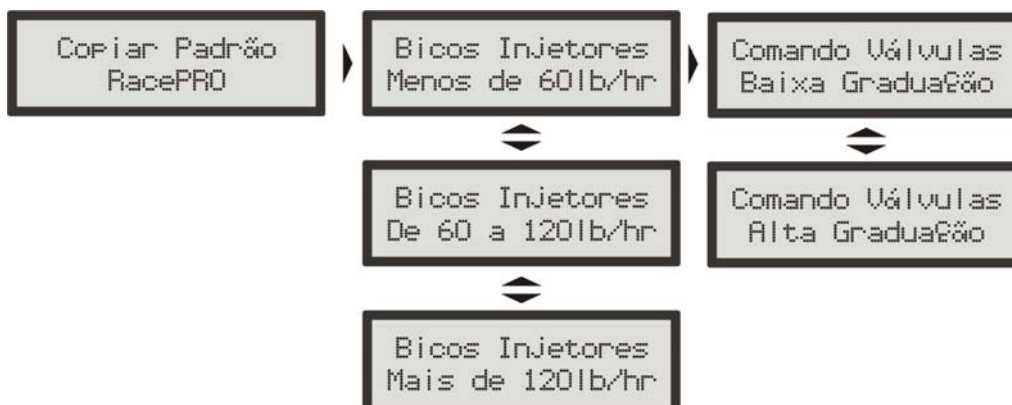 Copiar Padrão
RacePRO
Bicos Injetores
Menos de 60lb/hr
Comando Válvulas
Baixa Graduação
Bicos Injetores
De 60 a 120lb/hr
Comando Válvulas
Alta Graduação
Bicos Injetores
Mais de 120lb/hr